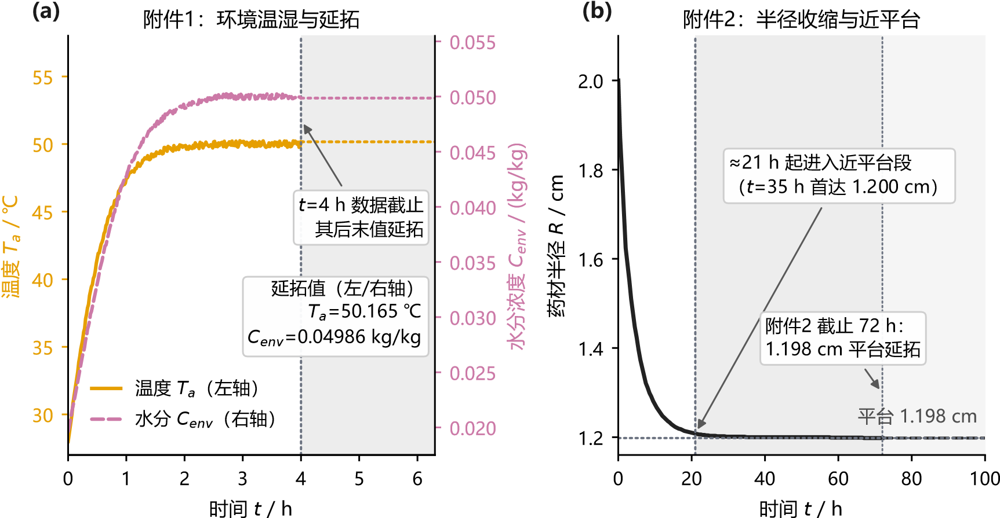 (a)
附件1：环境温湿与延拓
55
50
45
40
35
30
温度 Ta / ℃
0.055
0.050
0.045
0.040
0.035
0.030
0.025
0.020
水分浓度 Cenv / (kg/kg)
t=4 h 数据截止
其后末值延拓
延拓值（左/右轴）
Ta=50.165 ℃
Cenv=0.04986 kg/kg
温度 Ta（左轴）
水分 Cenv（右轴）
0 1 2 3 4 5 6
时间 t / h
(b)
附件2：半径收缩与近平台
2.0
1.8
1.6
1.4
1.2
药材半径 R / cm
≈21 h 起进入近平台段
（t=35 h 首达 1.200 cm）
附件2 截止 72 h：
1.198 cm 平台延拓
平台 1.198 cm
0 20 40 60 80 100
时间 t / h